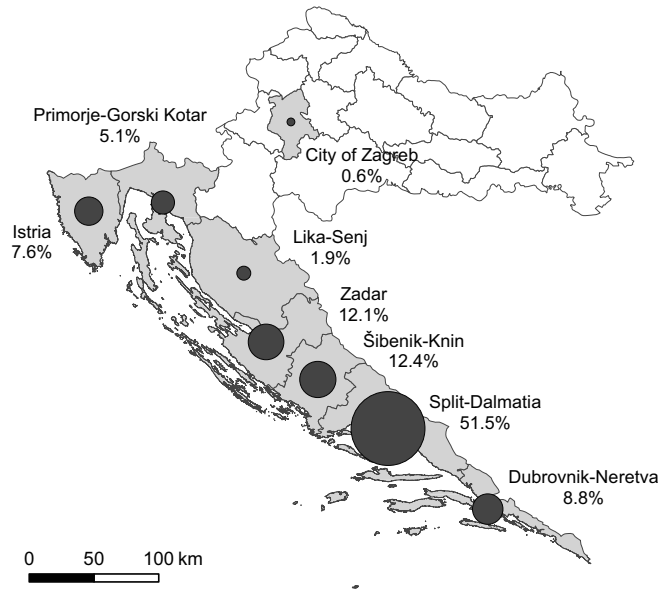 Primorje-Gorski Kotar
5.1%
City of Zagreb
0.6%
Istria
7.6%
Lika-Senj
1.9%
Zadar
12.1%
Šibenik-Knin
12.4%
Split-Dalmatia
51.5%
Dubrovnik-Neretva
8.8%
0 50 100 km